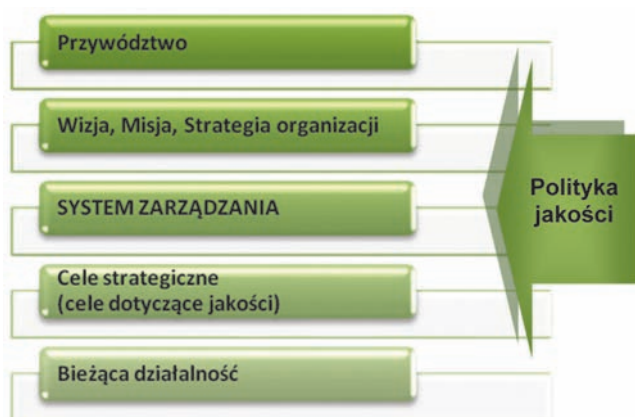 Przywództwo
Wizja, Misja, Strategia organizacji
SYSTEM ZARZĄDZANIA
Cele strategiczne
(cele dotyczące jakości)
Bieżąca działalność
Polityka
jakości